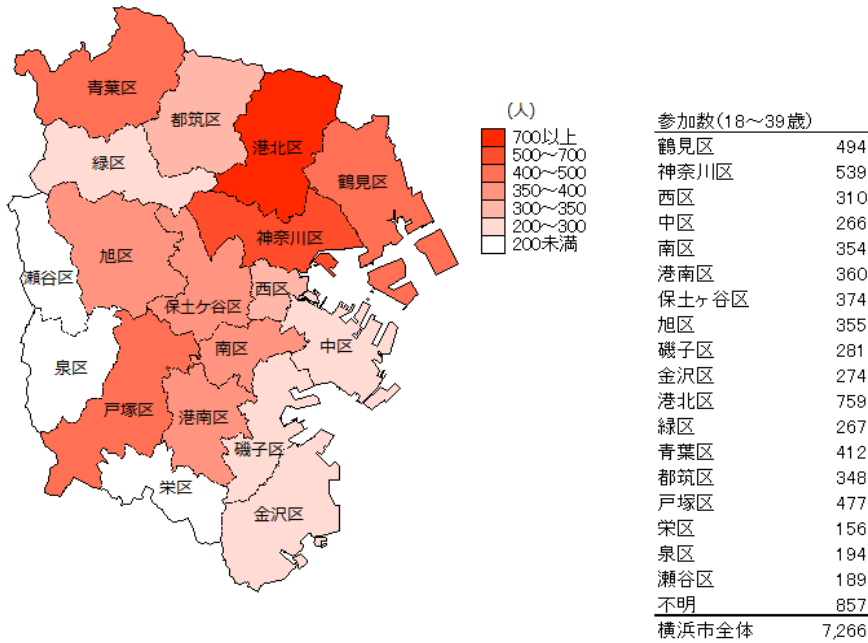 青葉区
都筑区
港北区
緑区
鶴見区
神奈川区
旭区
瀬谷区
保土ケ谷区
西区
南区
中区
泉区
戸塚区
港南区
磯子区
栄区
金沢区
(人)
700以上
500～700
400～500
350～400
300～350
200～300
200未満
参加数(18～39歳)
鶴見区 494
神奈川区 539
西区 310
中区 266
南区 354
港南区 360
保土ヶ谷区 374
旭区 355
磯子区 281
金沢区 274
港北区 759
緑区 267
青葉区 412
都筑区 348
戸塚区 477
栄区 156
泉区 194
瀬谷区 189
不明 857
横浜市全体 7,266